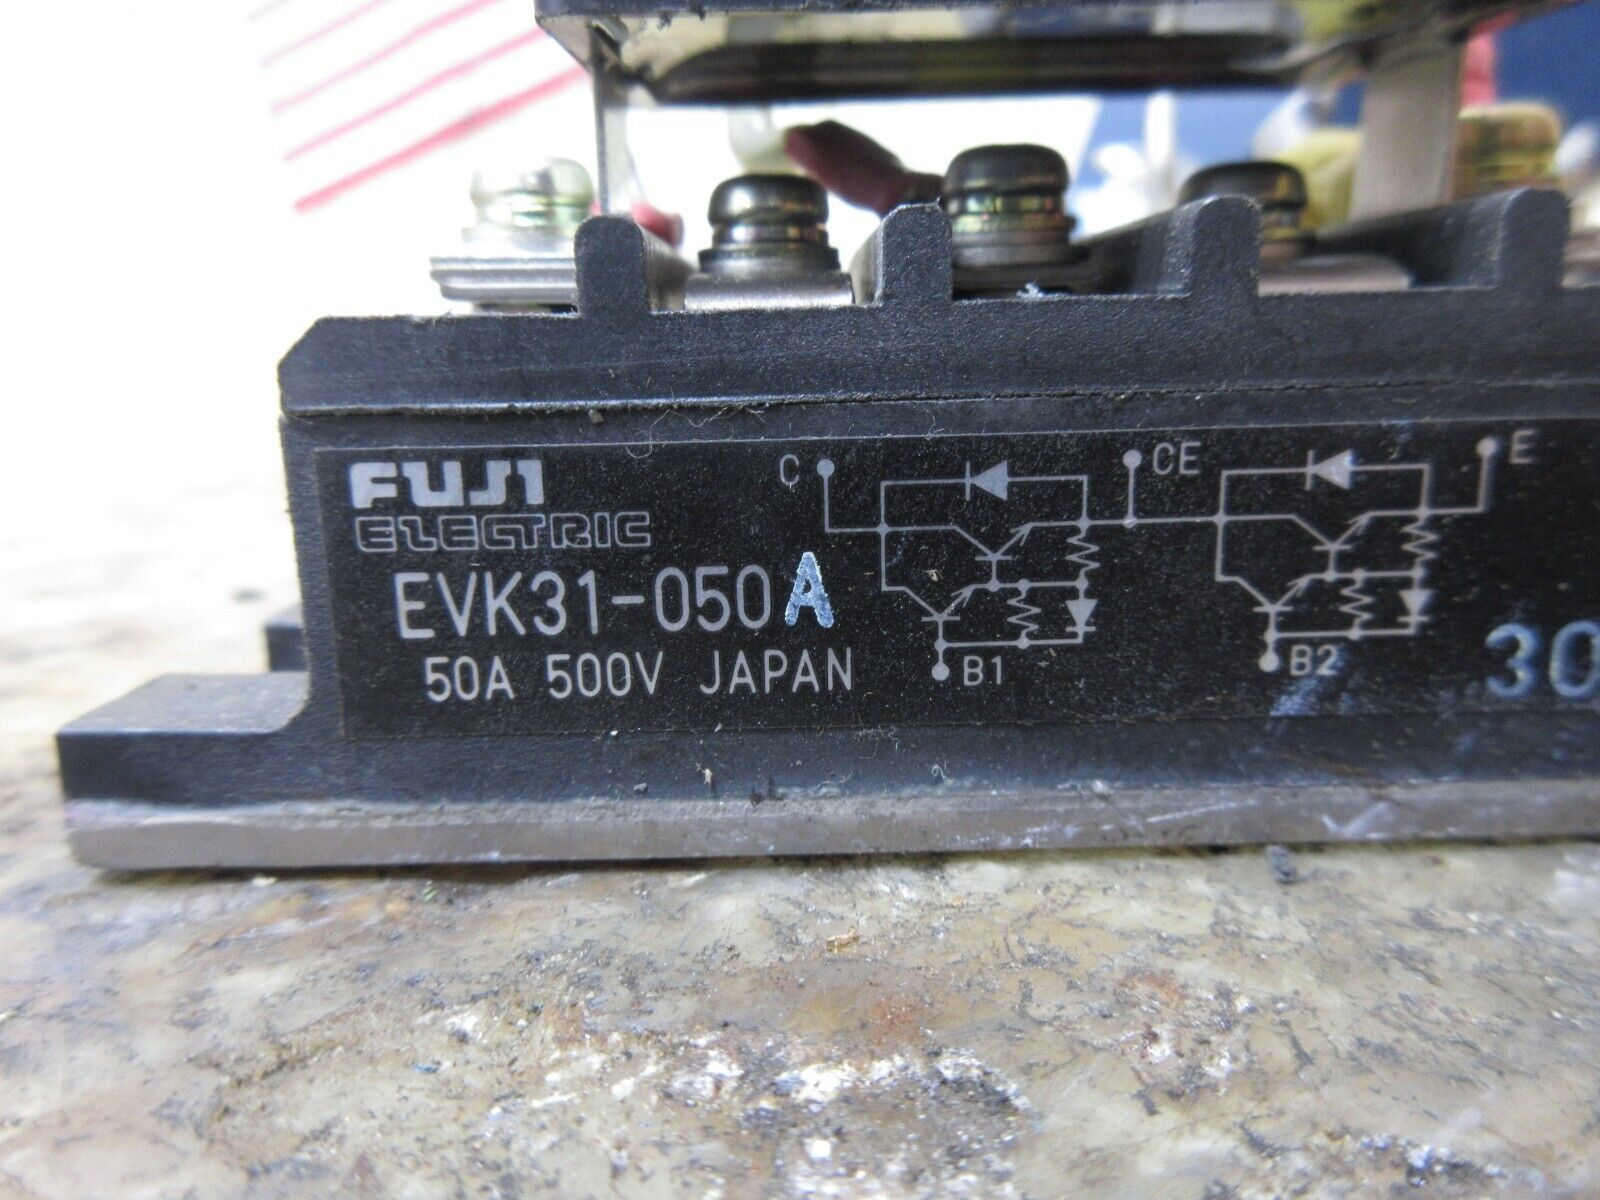 FUJI
ELECTRIC
EVK31-050A
50A 500V JAPAN
C
CE
E
B1
B2
30